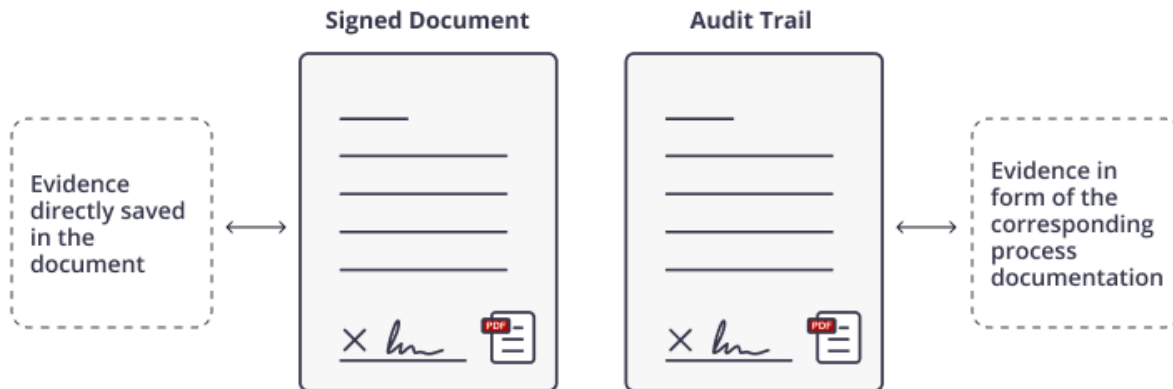 Signed Document
Audit Trail
Evidence
directly saved
in the
document
PDF
PDF
Evidence in
form of the
corresponding
process
documentation